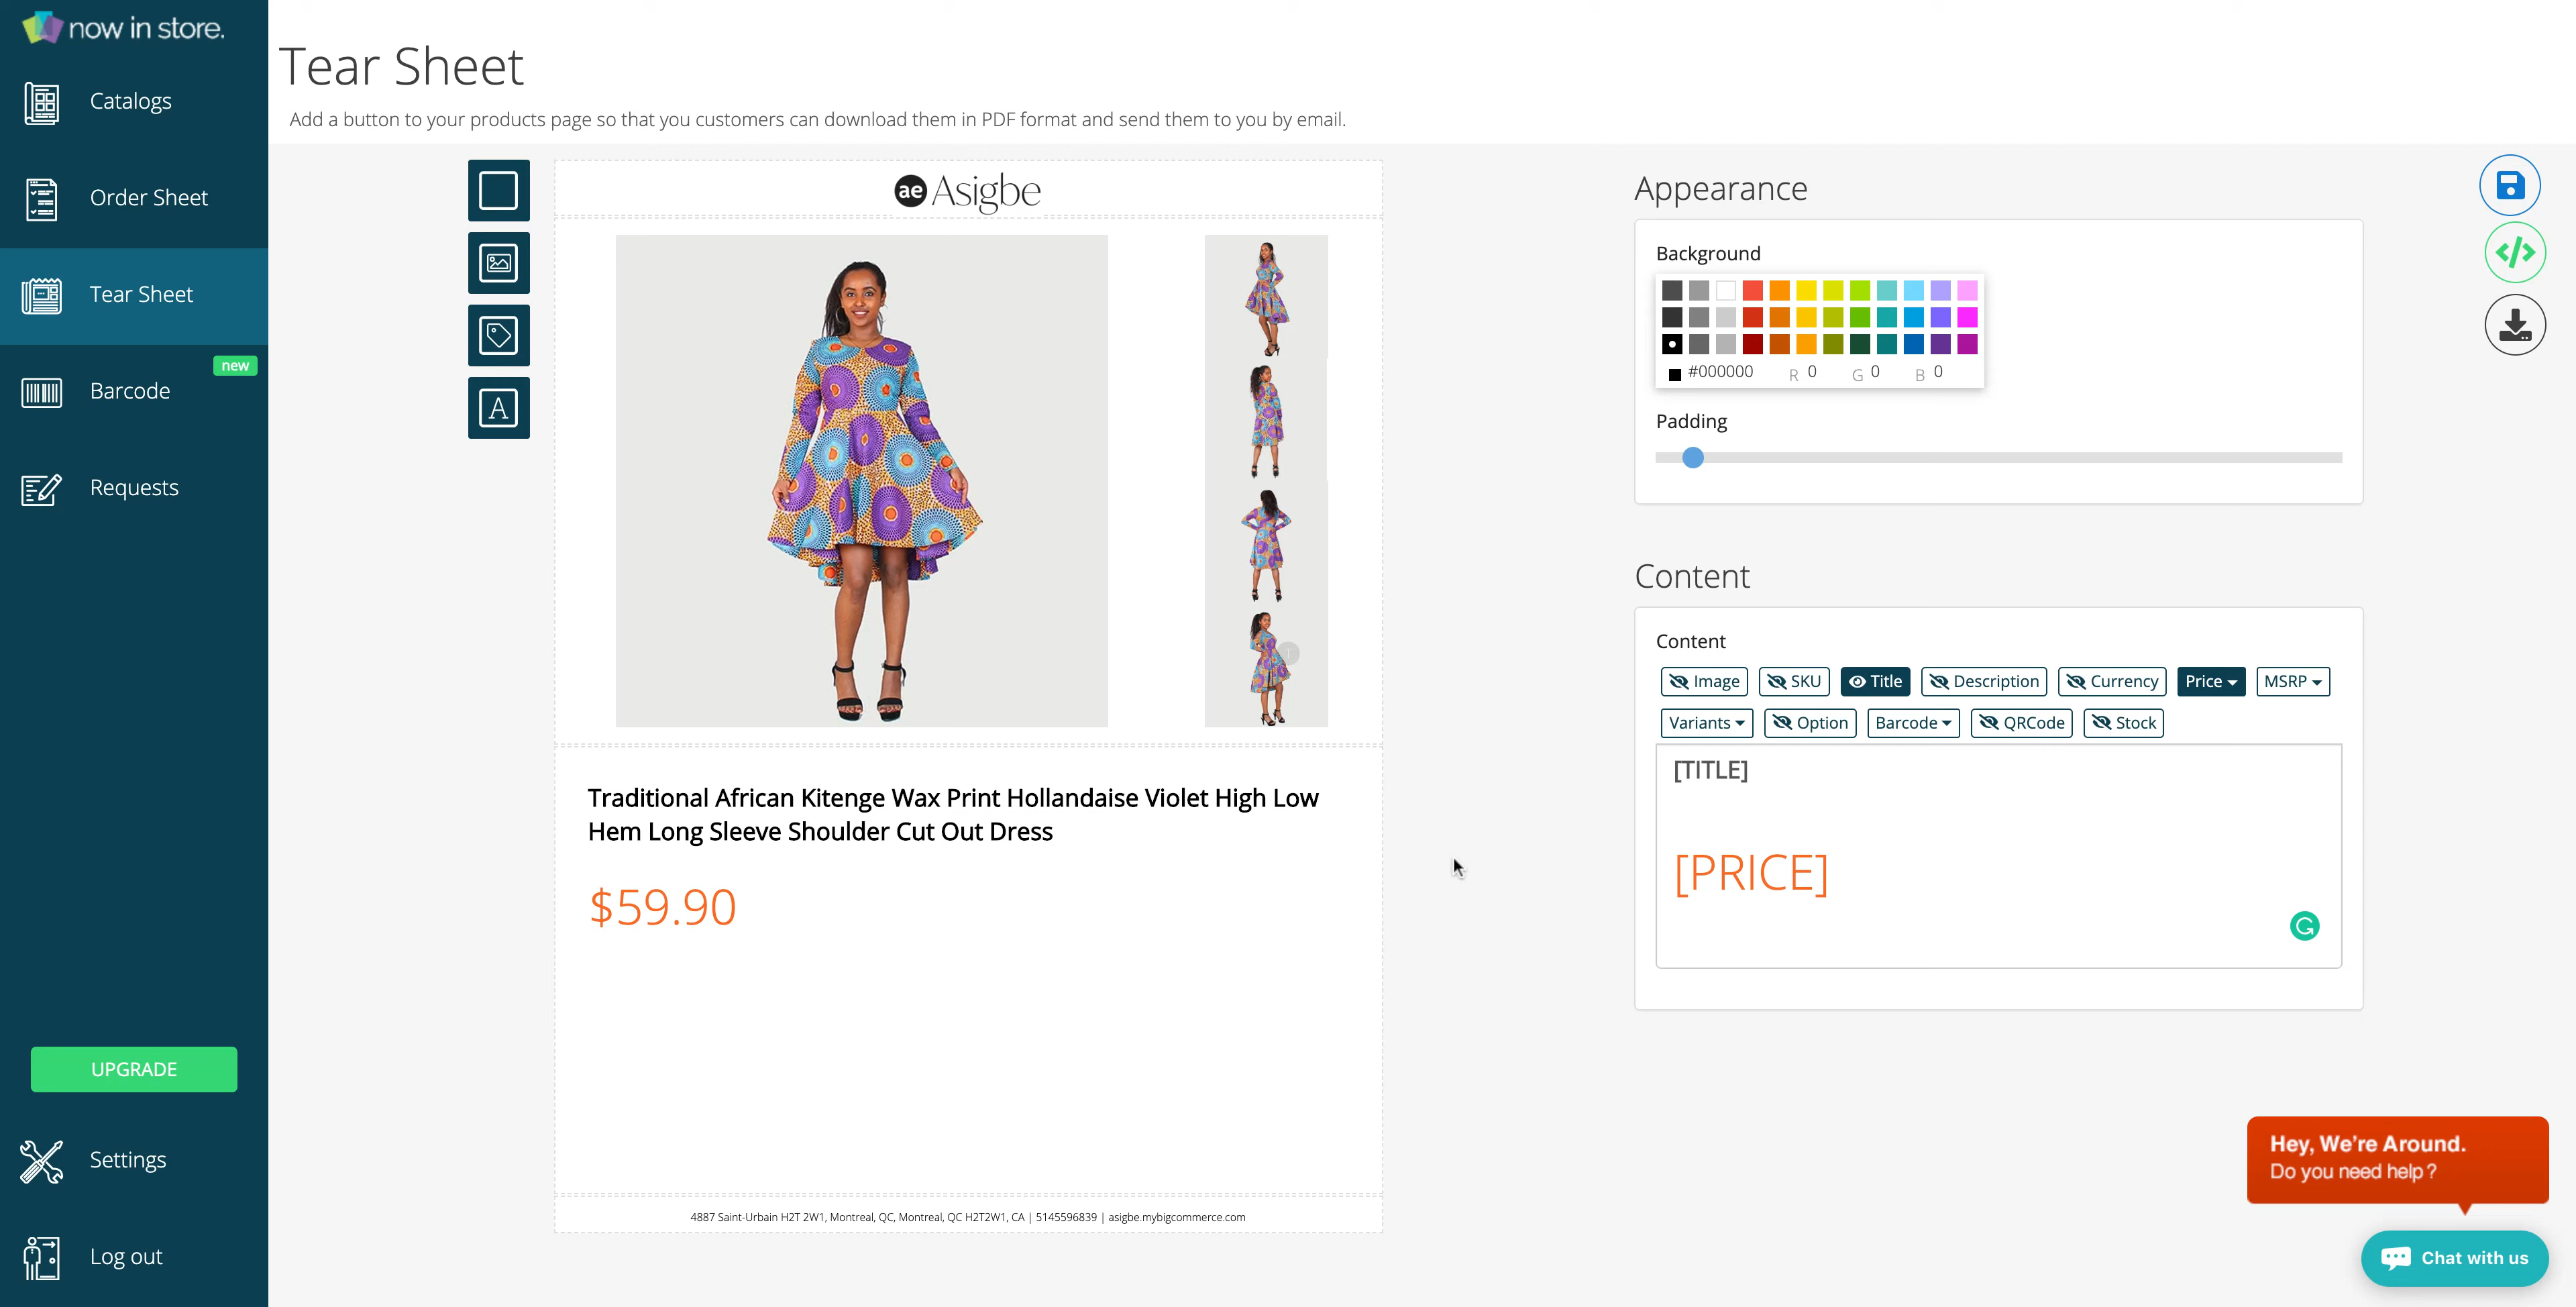 now in store.
Catalogs
Order Sheet
Tear Sheet
new
Barcode
Requests
UPGRADE
Settings
Log out
Tear Sheet
Add a button to your products page so that you customers can download them in PDF format and send them to you by email.
A
ae Asigbe
Traditional African Kitenge Wax Print Hollandaise Violet High Low
Hem Long Sleeve Shoulder Cut Out Dress
$59.90
4887 Saint-Urbain H2T 2W1, Montreal, QC, Montreal, QC H2T2W1, CA | 5145596839 | asigbe.mybigcommerce.com
Appearance
Background
#000000 R 0 G 0 B 0
Padding
Content
Content
Image SKU Title Description Currency Price MSRP
Variants Option Barcode QRCode Stock
[TITLE]
[PRICE]
Hey, We're Around.
Do you need help ?
Chat with us